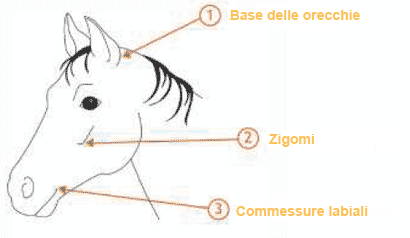 1 Base delle orecchie
2 Zigomi
3 Commessure labiali